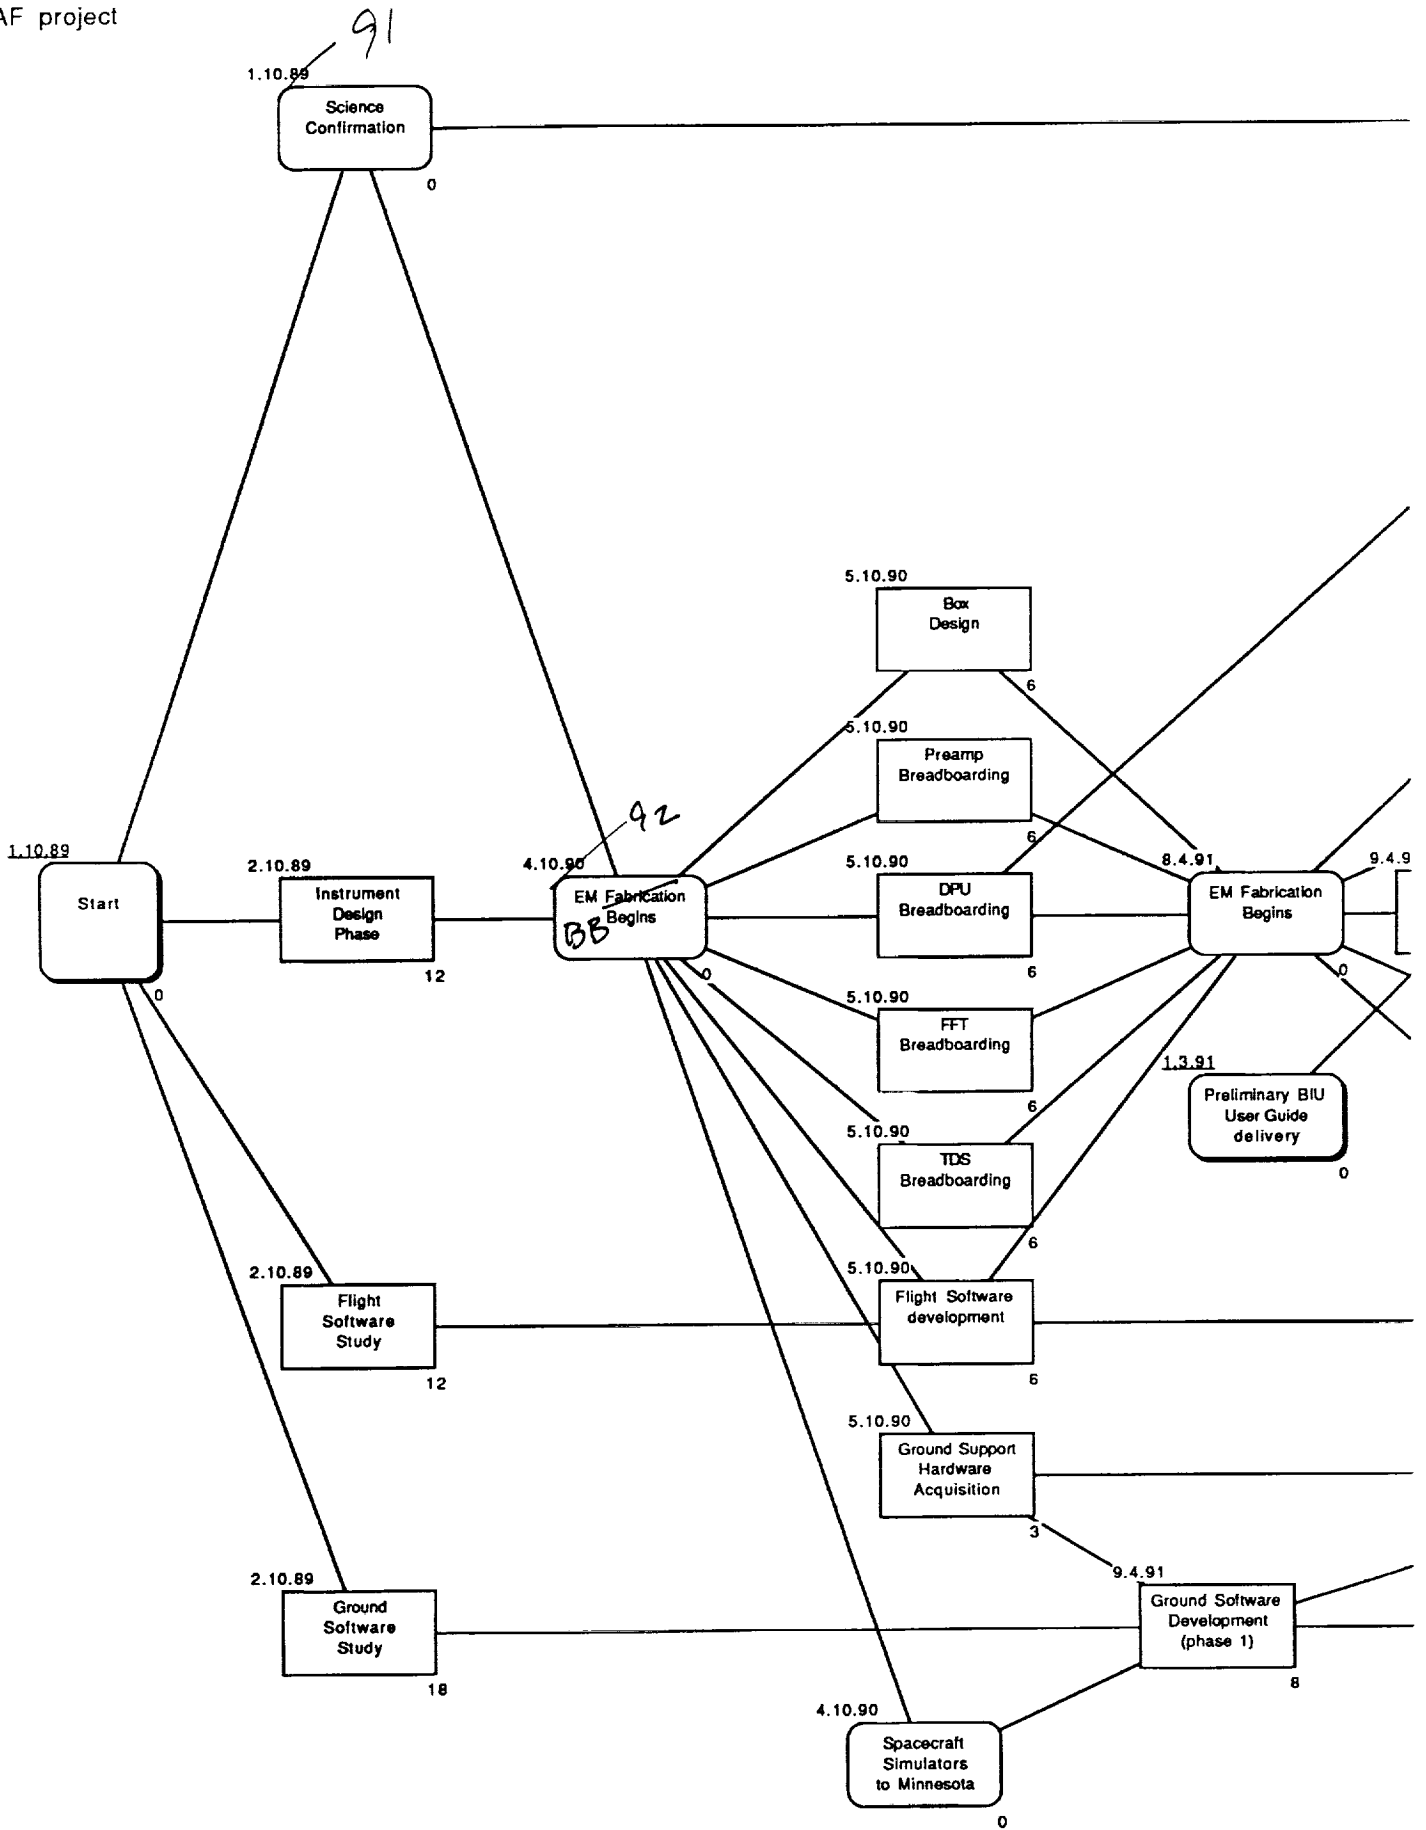 AF project
91
1.10.89
Science
Confirmation
0
5.10.90
Box
Design
6
5.10.90
Preamp
Breadboarding
6
1.10.89
Start
0
2.10.89
Instrument
Design
Phase
12
92
4.10.90
EM Fabrication
BB Begins
0
5.10.90
DPU
Breadboarding
6
8.4.91
EM Fabrication
Begins
0
9.4.9
5.10.90
FFT
Breadboarding
6
1.3.91
Preliminary BIU
User Guide
delivery
0
5.10.90
TDS
Breadboarding
6
2.10.89
Flight
Software
Study
12
5.10.90
Flight Software
development
6
5.10.90
Ground Support
Hardware
Acquisition
3
2.10.89
Ground
Software
Study
18
9.4.91
Ground Software
Development
(phase 1)
8
4.10.90
Spacecraft
Simulators
to Minnesota
0